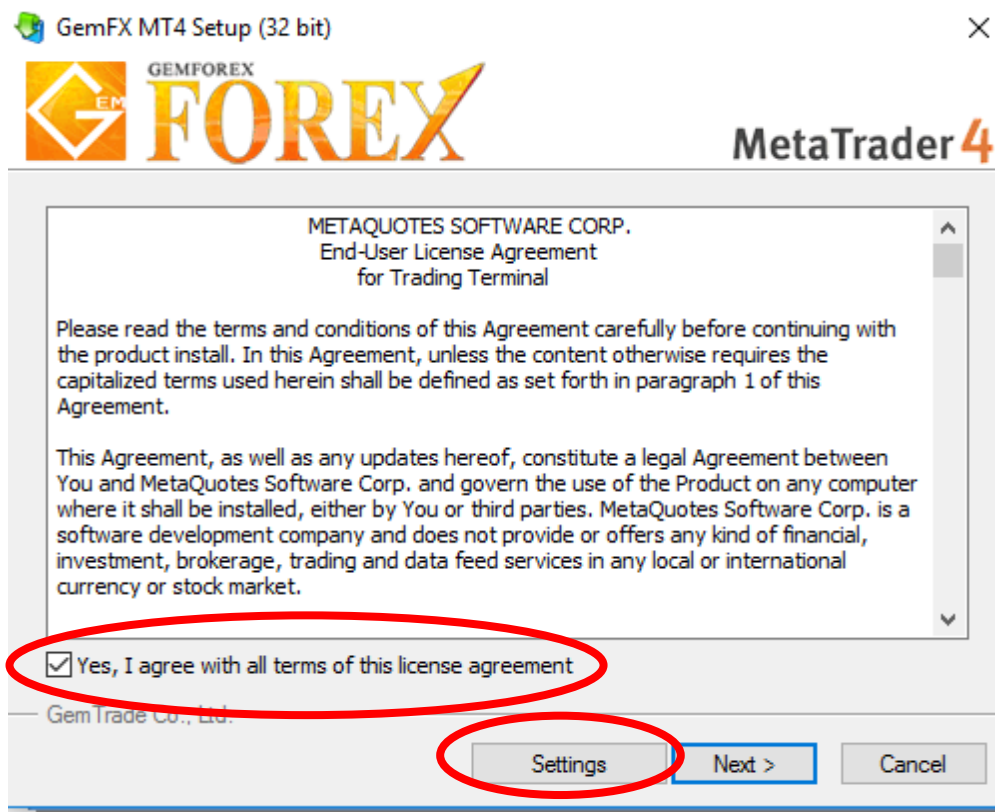 GemFX MT4 Setup (32 bit)
GEMFOREX
GEM
FOREX
MetaTrader 4
METAQUOTES SOFTWARE CORP.
End-User License Agreement
for Trading Terminal
Please read the terms and conditions of this Agreement carefully before continuing with
the product install. In this Agreement, unless the content otherwise requires the
capitalized terms used herein shall be defined as set forth in paragraph 1 of this
Agreement.
This Agreement, as well as any updates hereof, constitute a legal Agreement between
You and MetaQuotes Software Corp. and govern the use of the Product on any computer
where it shall be installed, either by You or third parties. MetaQuotes Software Corp. is a
software development company and does not provide or offers any kind of financial,
investment, brokerage, trading and data feed services in any local or international
currency or stock market.
Yes, I agree with all terms of this license agreement
GemTrade Co., Ltd.
Settings
Next >
Cancel